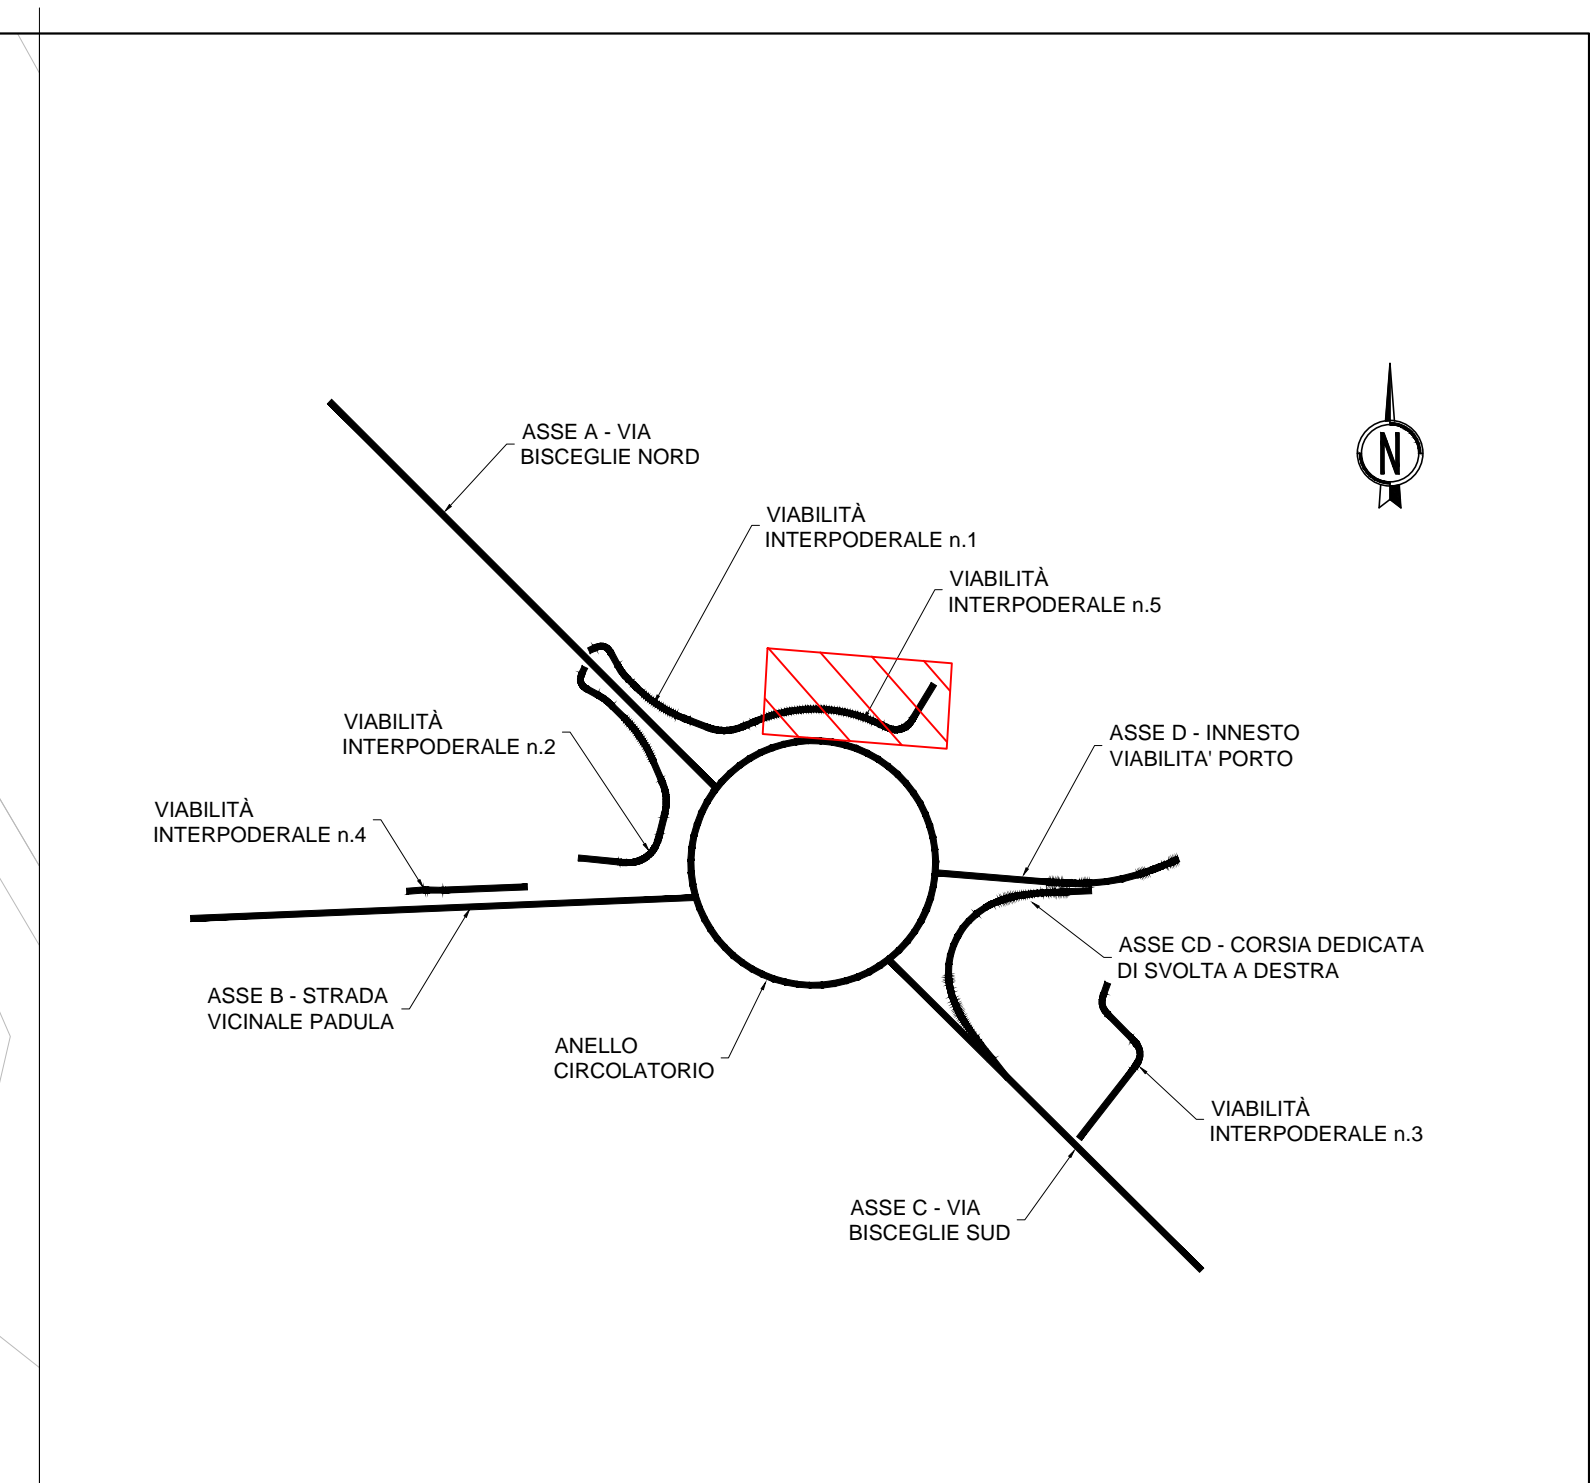 ASSE A - VIA
BISCEGLIE NORD
N
VIABILITÀ
INTERPODERALE n.1
VIABILITÀ
INTERPODERALE n.5
VIABILITÀ
INTERPODERALE n.2
ASSE D - INNESTO
VIABILITA' PORTO
VIABILITÀ
INTERPODERALE n.4
ASSE CD - CORSIA DEDICATA
DI SVOLTA A DESTRA
ASSE B - STRADA
VICINALE PADULA
ANELLO
CIRCOLATORIO
VIABILITÀ
INTERPODERALE n.3
ASSE C - VIA
BISCEGLIE SUD